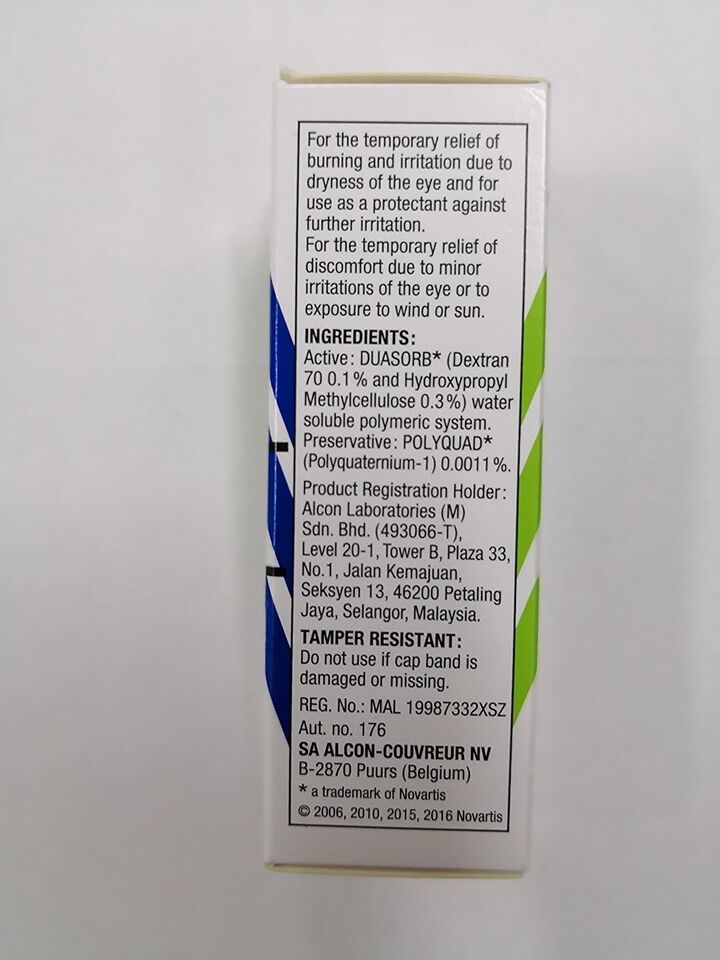 For the temporary relief of
burning and irritation due to
dryness of the eye and for
use as a protectant against
further irritation.
For the temporary relief of
discomfort due to minor
irritations of the eye or to
exposure to wind or sun.
INGREDIENTS:
Active: DUASORB* (Dextran
70 0.1% and Hydroxypropyl
Methylcellulose 0.3%) water
soluble polymeric system.
Preservative: POLYQUAD*
(Polyquaternium-1) 0.0011%.
Product Registration Holder:
Alcon Laboratories (M)
Sdn. Bhd. (493066-T),
Level 20-1, Tower B, Plaza 33,
No.1, Jalan Kemajuan,
Seksyen 13, 46200 Petaling
Jaya, Selangor, Malaysia.
TAMPER RESISTANT:
Do not use if cap band is
damaged or missing.
REG. No.: MAL 19987332XSZ
Aut. no. 176
SA ALCON-COUVREUR NV
B-2870 Puurs (Belgium)
* a trademark of Novartis
© 2006, 2010, 2015, 2016 Novartis